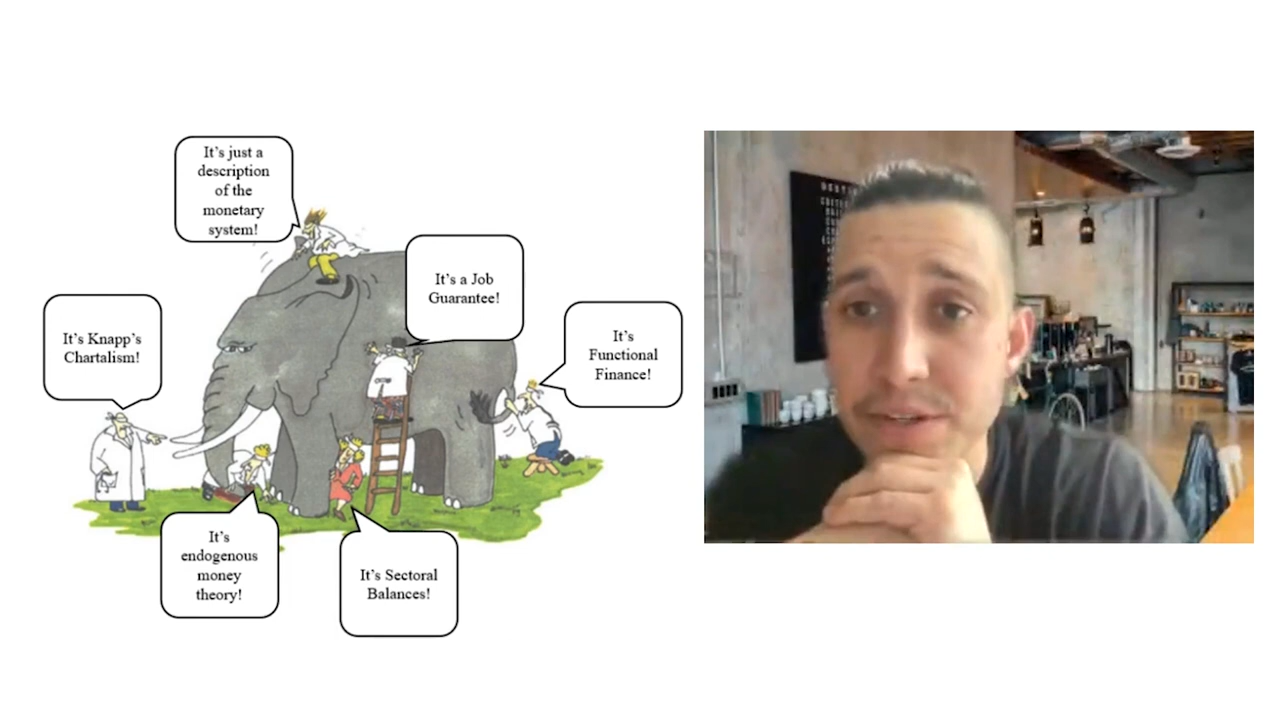 It's just a
description
of the
monetary
system!
It's a Job
Guarantee!
It's Knapp's
Chartalism!
It's
Functional
Finance!
It's
endogenous
money
theory!
It's Sectoral
Balances!